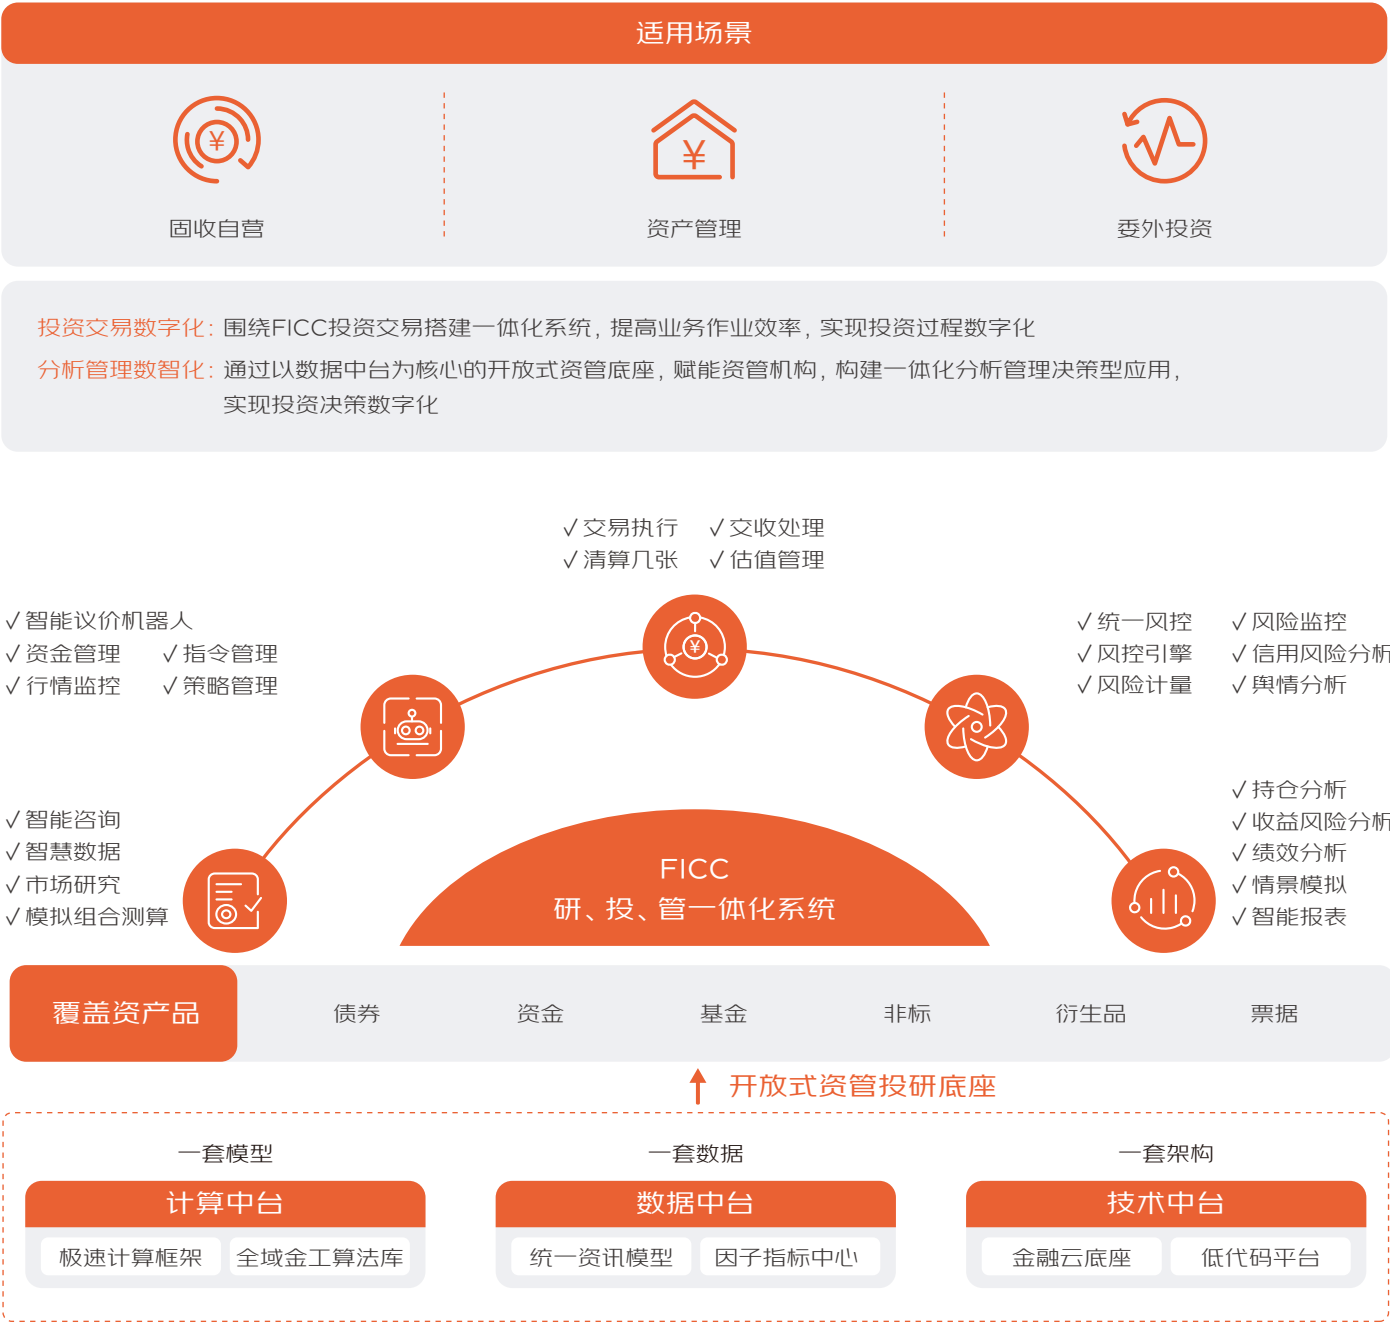 适用场景
固收自营
资产管理
委外投资
投资交易数字化：围绕FICC投资交易搭建一体化系统，提高业务作业效率，实现投资过程数字化
分析管理数智化：通过以数据中台为核心的开放式资管底座，赋能资管机构，构建一体化分析管理决策型应用，
实现投资决策数字化
√ 交易执行 √ 交收处理
√ 清算几张 √ 估值管理
√ 智能议价机器人
√ 资金管理 √ 指令管理
√ 行情监控 √ 策略管理
√ 统一风控 √ 风险监控
√ 风控引擎 √ 信用风险分析
√ 风险计量 √ 舆情分析
√ 智能咨询
√ 智慧数据
√ 市场研究
√ 模拟组合测算
√ 持仓分析
√ 收益风险分析
√ 绩效分析
√ 情景模拟
√ 智能报表
FICC
研、投、管一体化系统
覆盖资产品
债券
资金
基金
非标
衍生品
票据
开放式资管投研底座
一套模型
计算中台
极速计算框架
全域金工算法库
一套数据
数据中台
统一资讯模型
因子指标中心
一套架构
技术中台
金融云底座
低代码平台